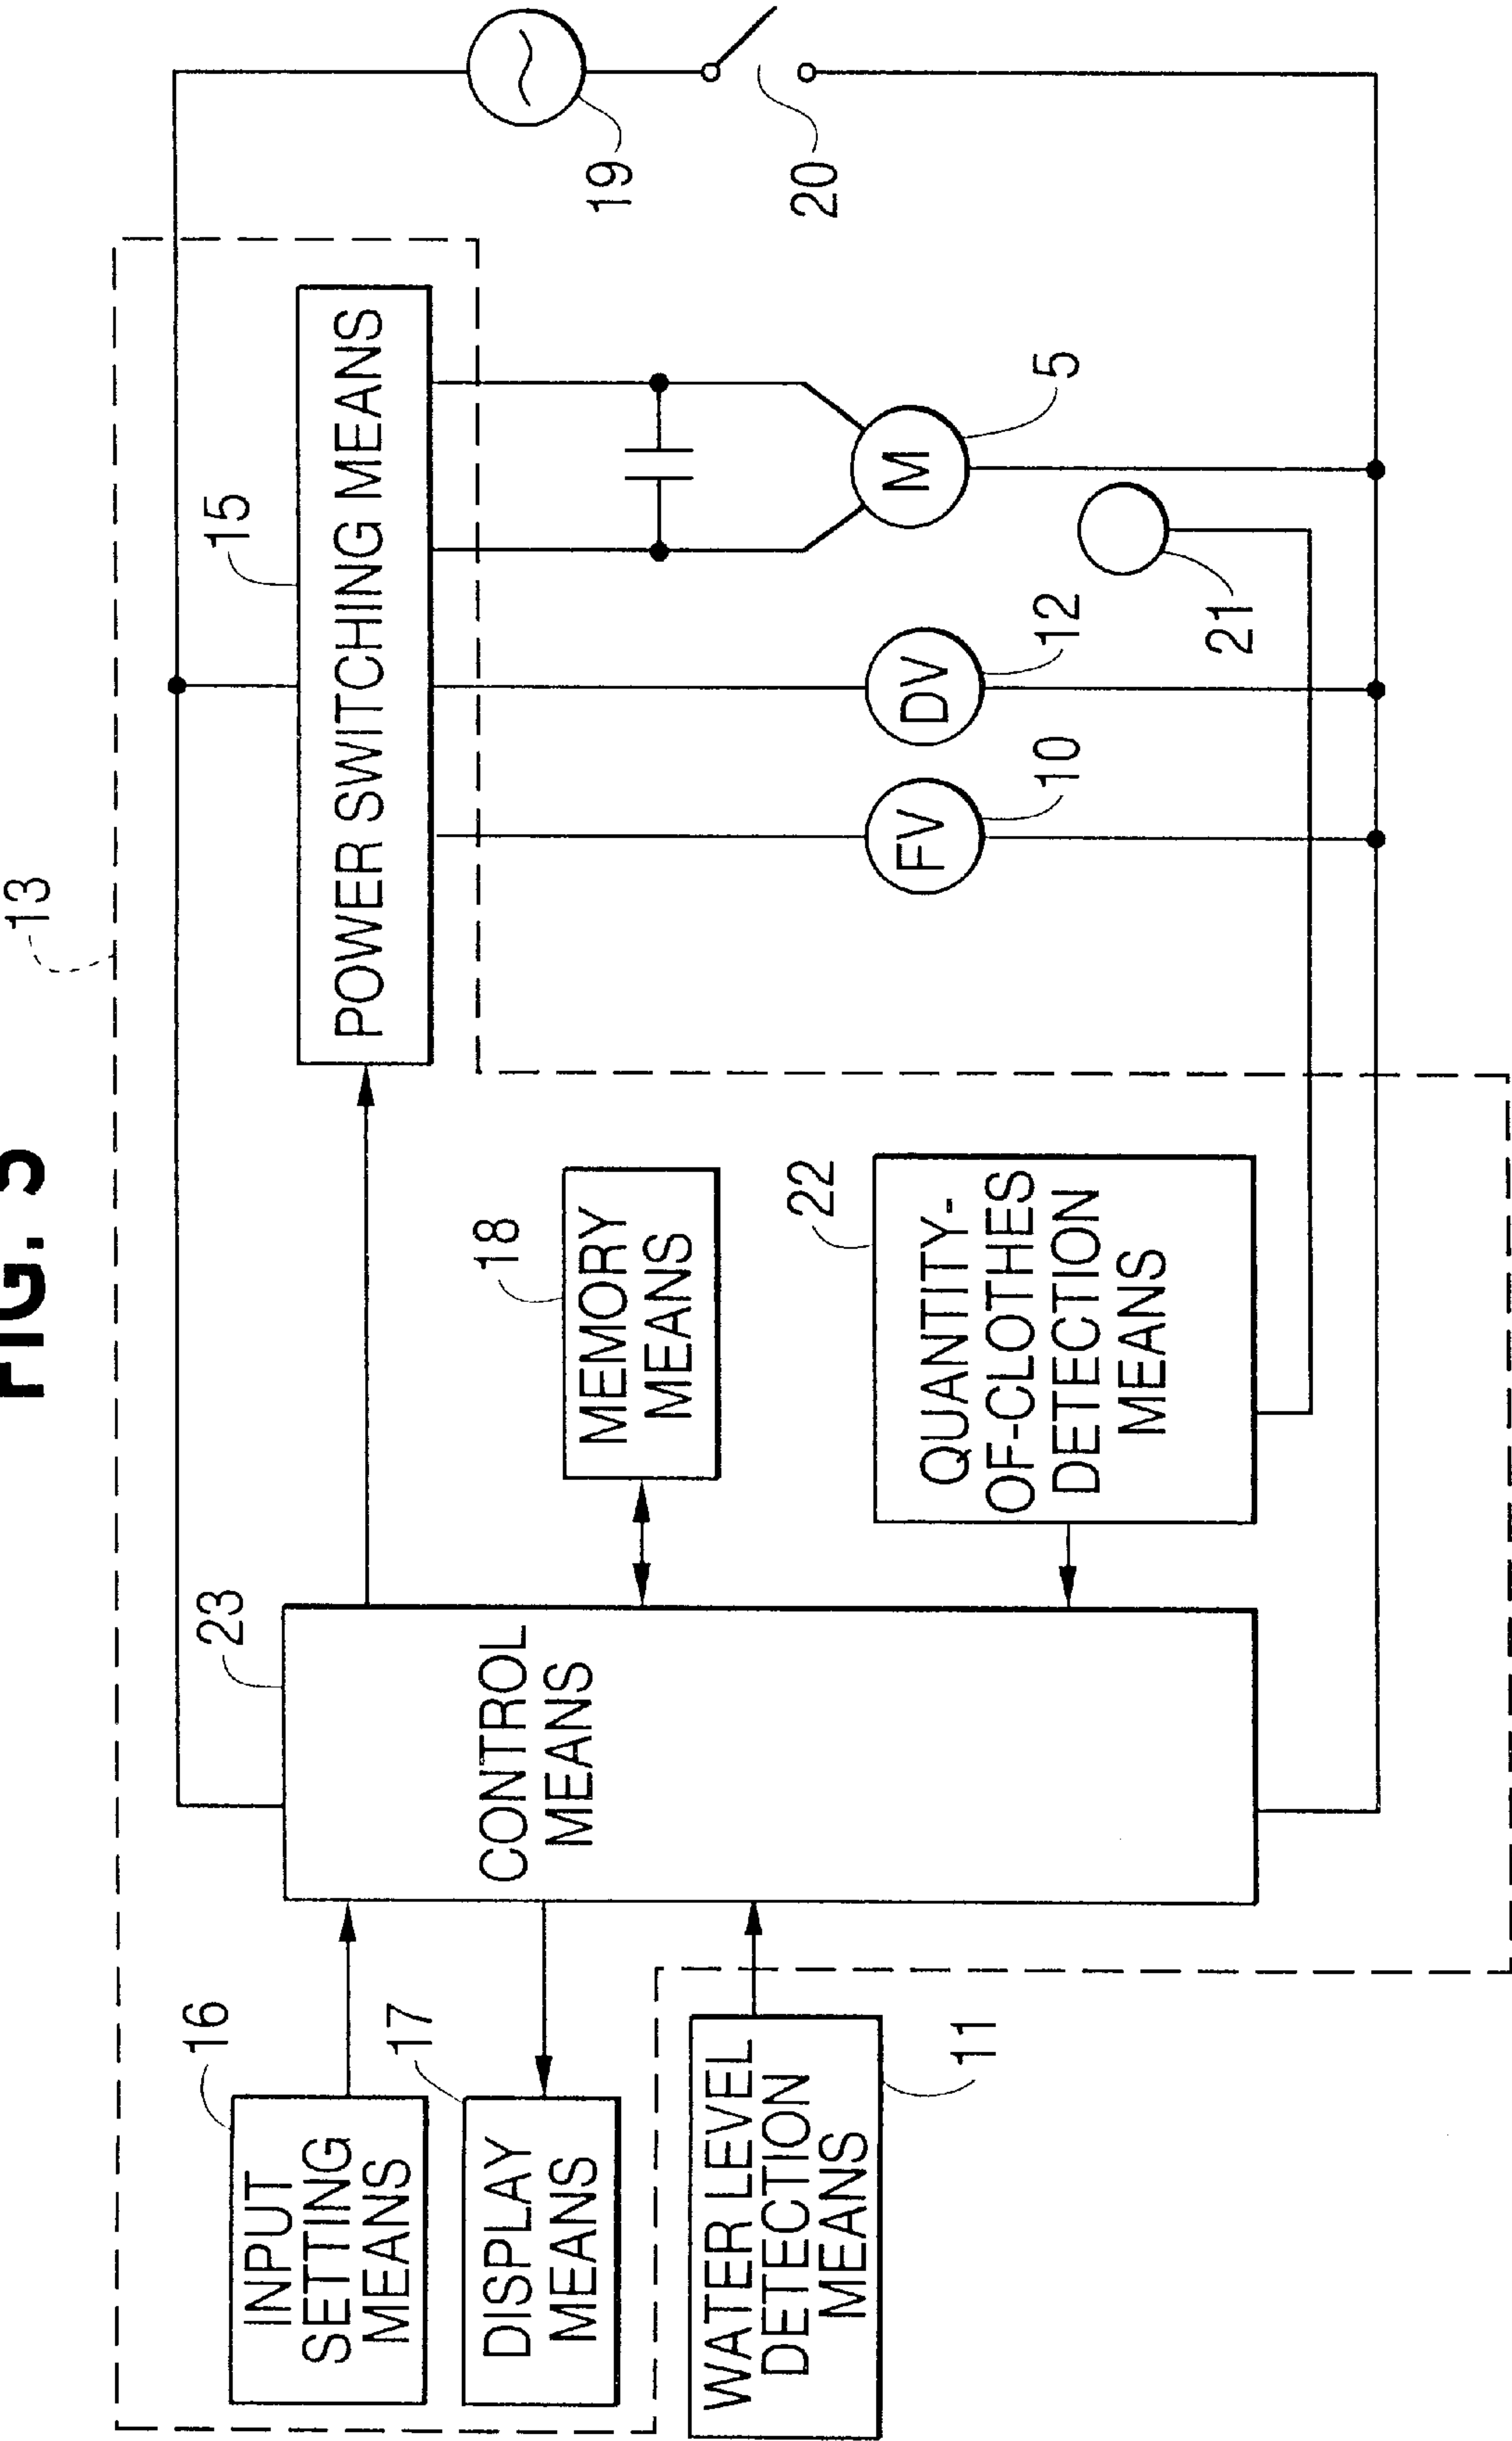 FIG. 5
13
15
POWER SWITCHING MEANS
19
20
23
CONTROL
MEANS
18
MEMORY
MEANS
22
QUANTITY-
OF-CLOTHES
DETECTION
MEANS
16
INPUT
SETTING
MEANS
17
DISPLAY
MEANS
WATER LEVEL
DETECTION
MEANS
11
FV
10
DV
12
M
5
21